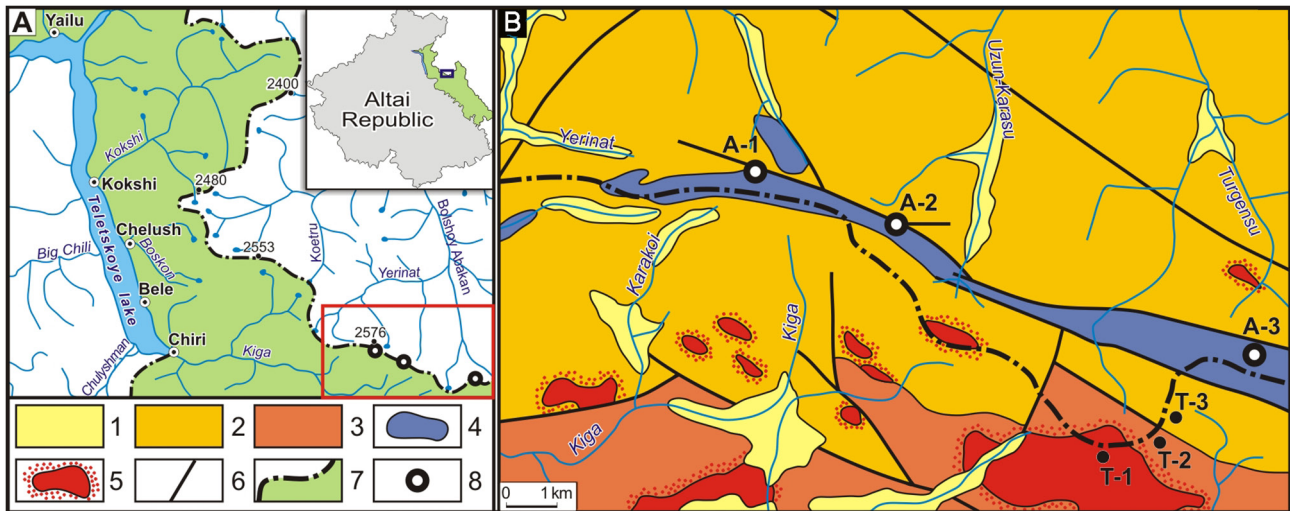 A
Yailu
2400
Altai
Republic
Kokshi
2480
Kokshi
Teletskoye lake
Chelush
Big Chili
Boskon
2553
Koetru
Bolshoy Abakan
Yerinat
Bele
2576
Chiri
Kiga
Chulyshman
1
2
3
4
5
6
7
8
B
Uzun-Karasu
Yerinat
A-1
Turgensu
A-2
Karakoi
Kiga
A-3
T-3
T-2
T-1
Kiga
0 1 km